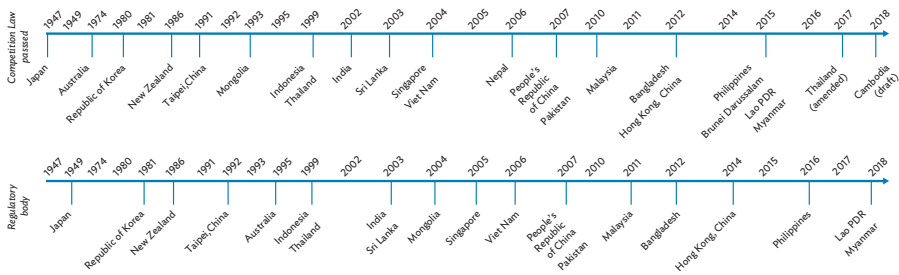 Competition Law
passsed
1947 1949 1974 1980 1981 1986 1991 1992 1993 1995 1999 2002 2003 2004 2005 2006 2007 2010 2011 2012 2014 2015 2016 2017 2018
Japan
Australia
Republic of Korea
New Zealand
Taipei,China
Mongolia
Indonesia
Thailand
India
Sri Lanka
Singapore
Viet Nam
Nepal
People's
Republic
of China
Pakistan
Malaysia
Bangladesh
Hong Kong, China
Philippines
Brunei Darussalam
Lao PDR
Myanmar
Thailand
(amended)
Cambodia
(draft)
Regulatory
body
1947 1949 1974 1980 1981 1986 1991 1992 1993 1995 1999 2002 2003 2004 2005 2006 2007 2010 2011 2012 2014 2015 2016 2017 2018
Japan
Republic of Korea
New Zealand
Taipei,China
Australia
Indonesia
Thailand
India
Sri Lanka
Mongolia
Singapore
Viet Nam
People's
Republic
of China
Pakistan
Malaysia
Bangladesh
Hong Kong, China
Philippines
Lao PDR
Myanmar